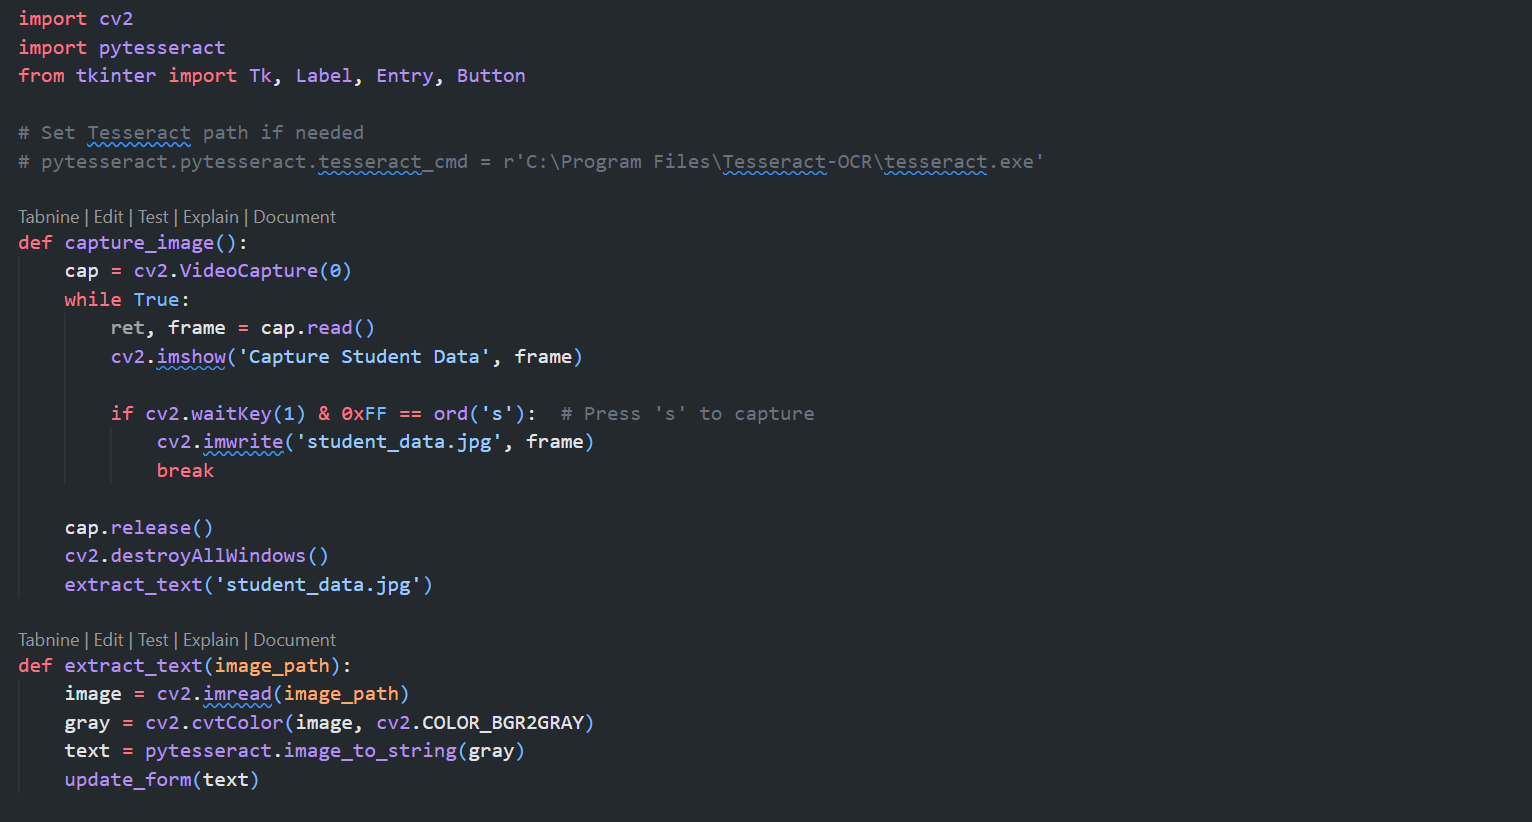 import cv2
import pytesseract
from tkinter import Tk, Label, Entry, Button
# Set Tesseract path if needed
# pytesseract.pytesseract.tesseract_cmd = r'C:\Program Files\Tesseract-OCR\tesseract.exe'
Tabnine | Edit | Test | Explain | Document
def capture_image():
    cap = cv2.VideoCapture(0)
    while True:
        ret, frame = cap.read()
        cv2.imshow('Capture Student Data', frame)
        if cv2.waitKey(1) & 0xFF == ord('s'):  # Press 's' to capture
            cv2.imwrite('student_data.jpg', frame)
            break
    cap.release()
    cv2.destroyAllWindows()
    extract_text('student_data.jpg')
Tabnine | Edit | Test | Explain | Document
def extract_text(image_path):
    image = cv2.imread(image_path)
    gray = cv2.cvtColor(image, cv2.COLOR_BGR2GRAY)
    text = pytesseract.image_to_string(gray)
    update_form(text)